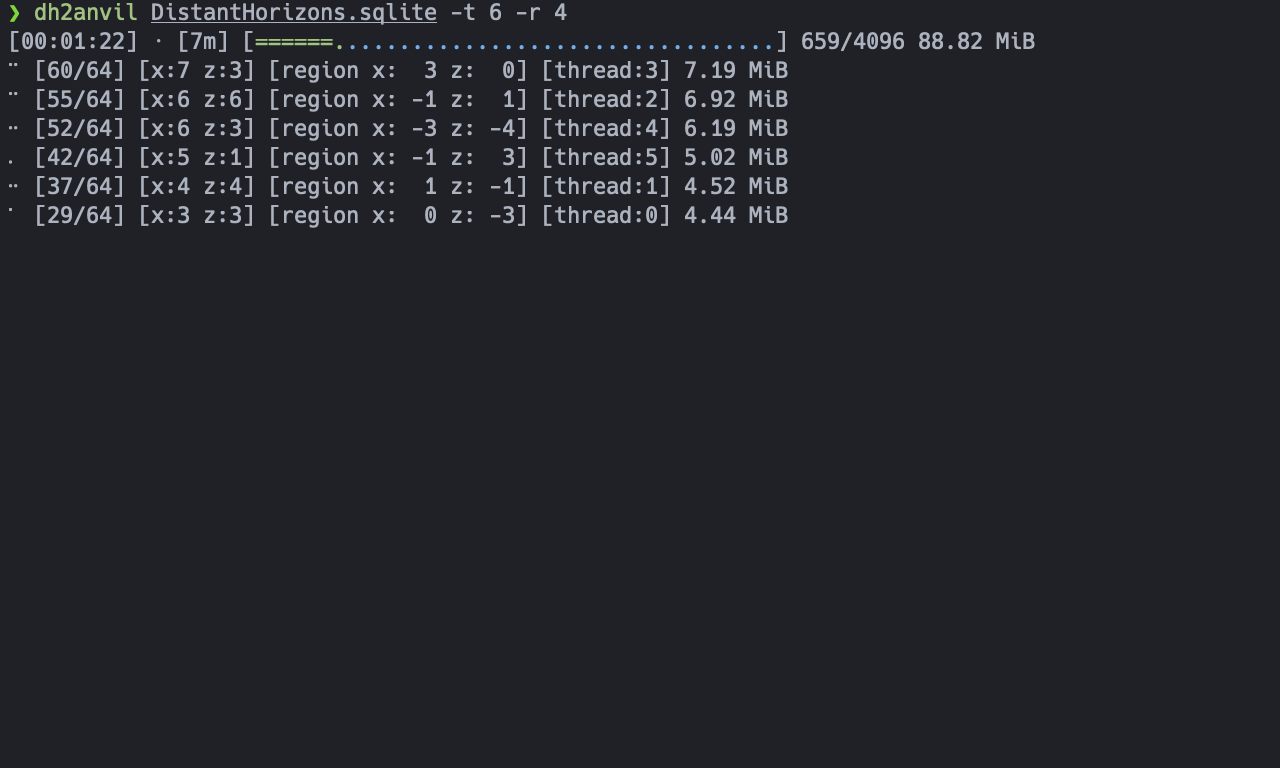 ❯ dh2anvil DistantHorizons.sqlite -t 6 -r 4
[00:01:22] · [7m] [======..................................] 659/4096 88.82 MiB
⠉ [60/64] [x:7 z:3] [region x:  3 z:  0] [thread:3] 7.19 MiB
⠉ [55/64] [x:6 z:6] [region x: -1 z:  1] [thread:2] 6.92 MiB
⠒ [52/64] [x:6 z:3] [region x: -3 z: -4] [thread:4] 6.19 MiB
. [42/64] [x:5 z:1] [region x: -1 z:  3] [thread:5] 5.02 MiB
⠒ [37/64] [x:4 z:4] [region x:  1 z: -1] [thread:1] 4.52 MiB
⠁ [29/64] [x:3 z:3] [region x:  0 z: -3] [thread:0] 4.44 MiB